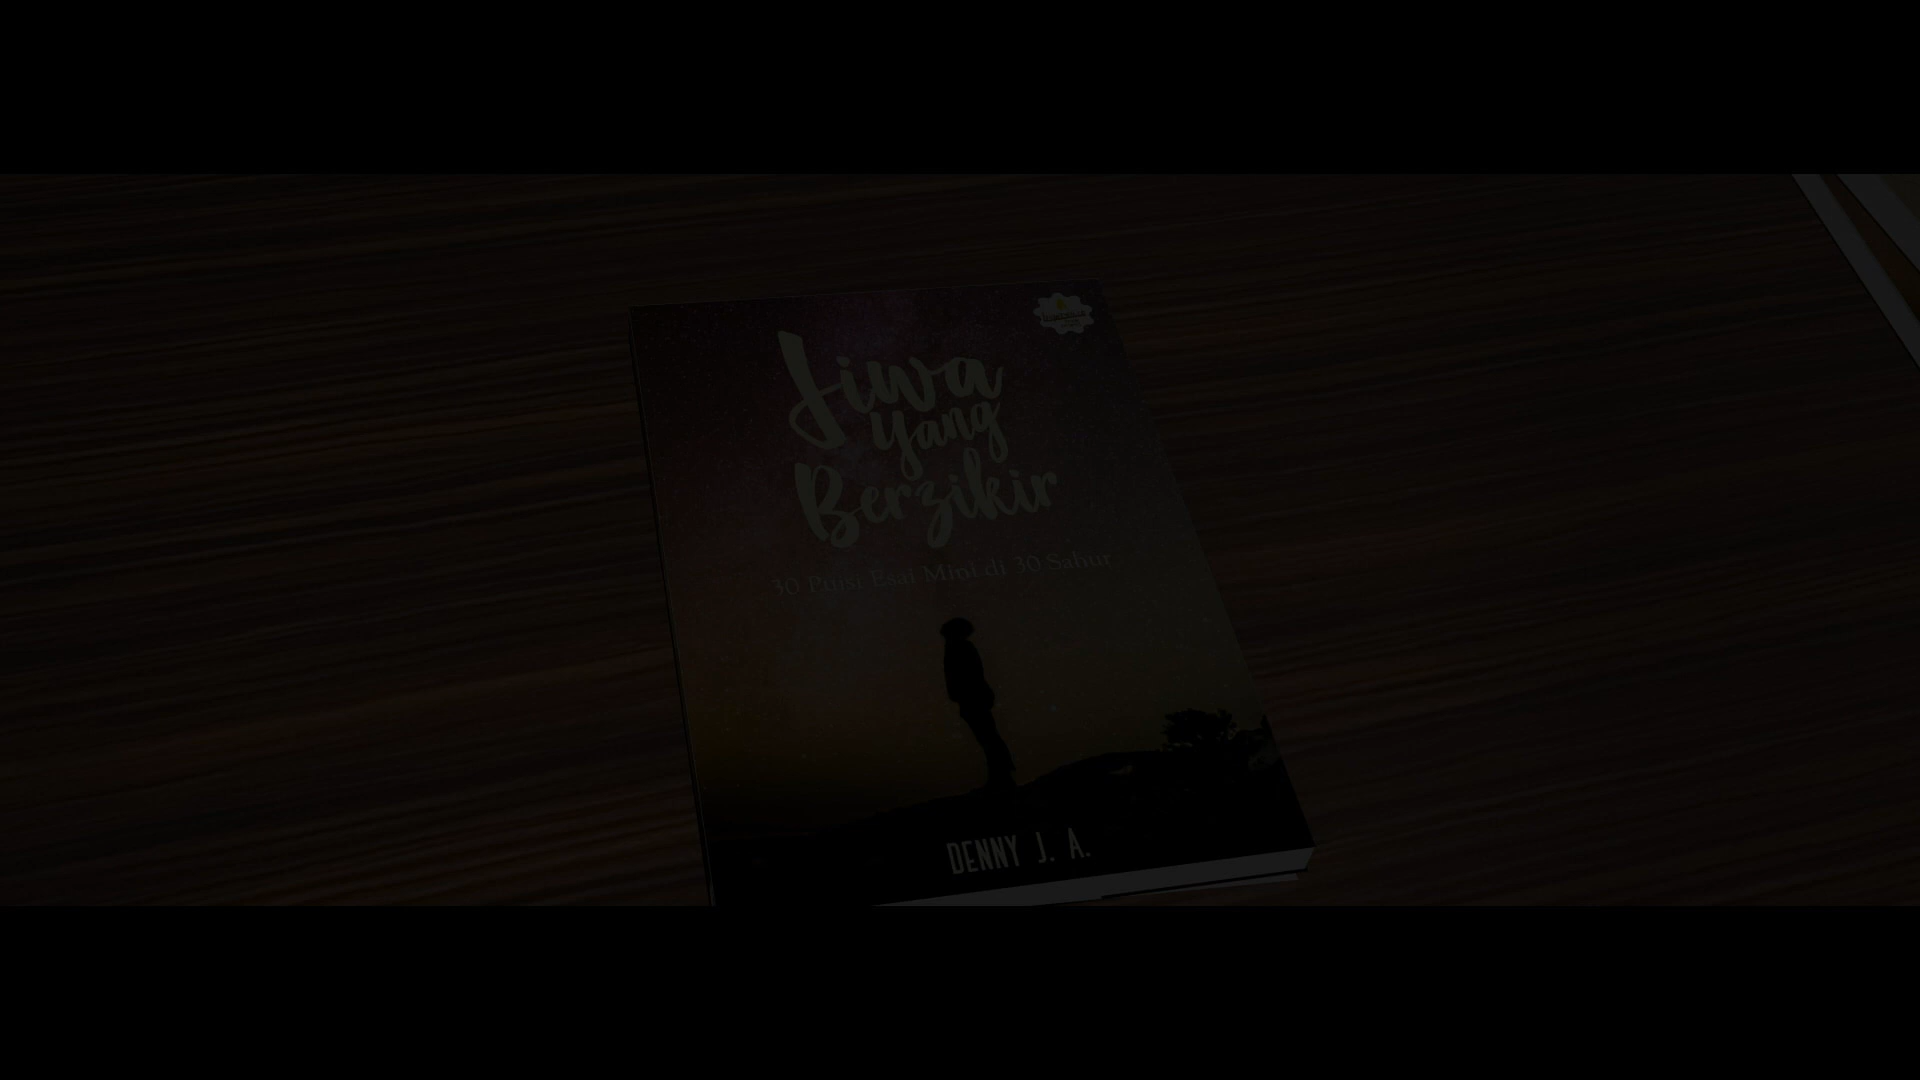 Jiwa
Yang
Berzikir
30 Puisi Esai Mini di 30 Sahur
DENNY J. A.